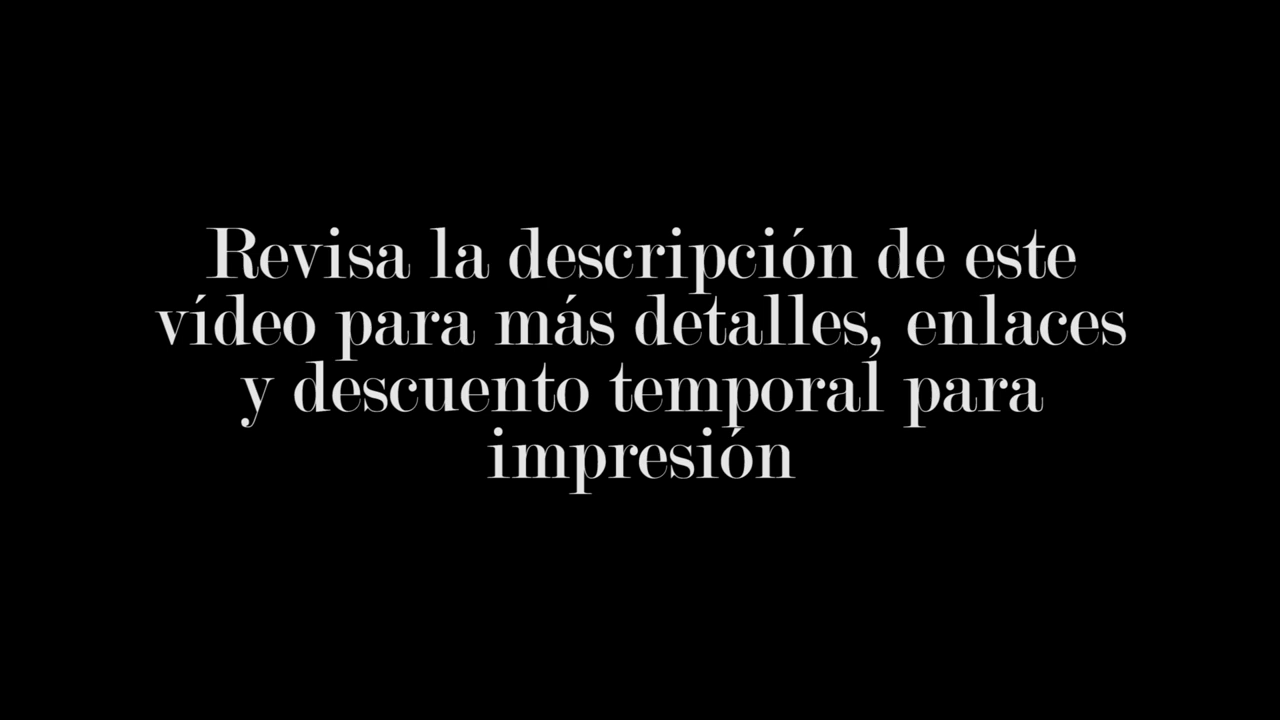 Revisa la descripción de este
vídeo para más detalles, enlaces
y descuento temporal para
impresión